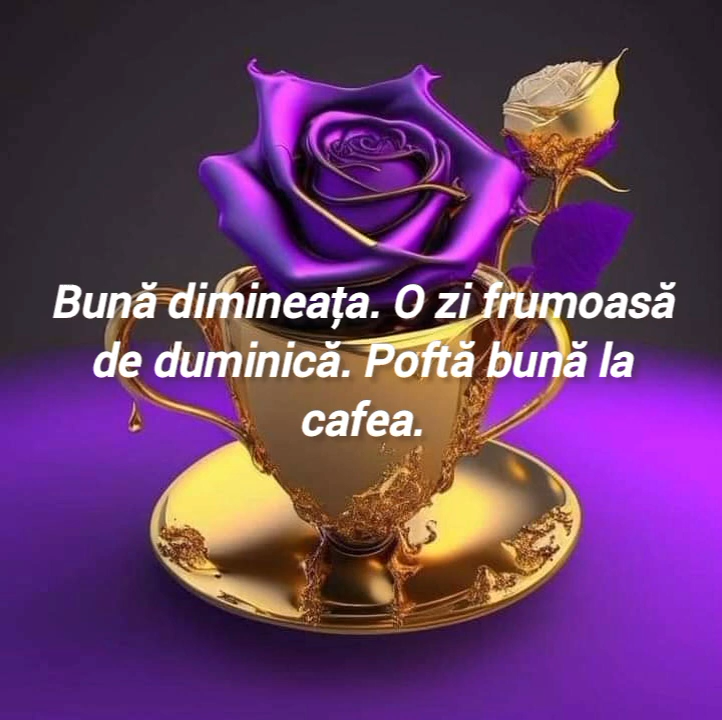 Bună dimineața. O zi frumoasă
de duminică. Poftă bună la
cafea.